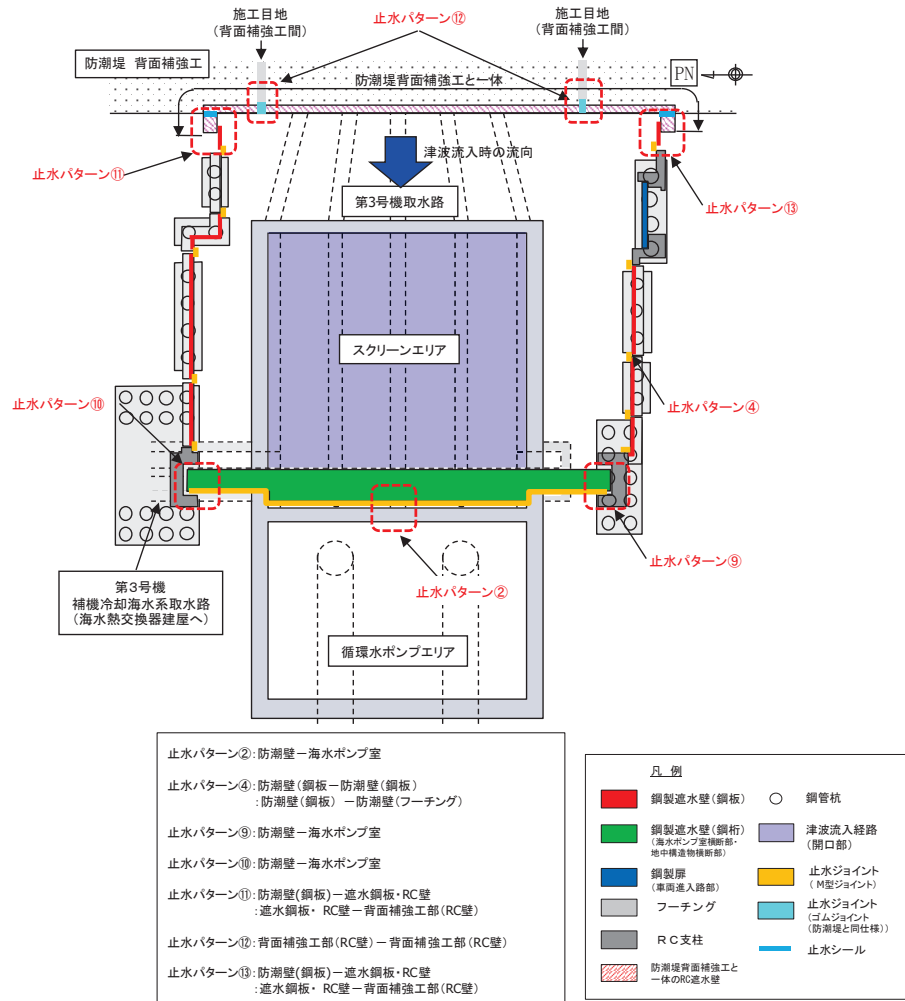 施工目地
(背面補強工間)
止水パターン⑫
施工目地
(背面補強工間)
防潮堤 背面補強工
防潮堤背面補強工と一体
PN
止水パターン⑪
津波流入時の流向
第3号機取水路
止水パターン⑬
スクリーンエリア
止水パターン④
止水パターン⑩
止水パターン⑨
第3号機
補機冷却海水系取水路
(海水熱交換器建屋へ)
止水パターン②
循環水ポンプエリア
止水パターン②:防潮壁-海水ポンプ室
止水パターン④:防潮壁(鋼板-防潮壁(鋼板)
:防潮壁(鋼板) -防潮壁(フーチング)
止水パターン⑨:防潮壁-海水ポンプ室
止水パターン⑩:防潮壁-海水ポンプ室
止水パターン⑪:防潮壁(鋼板)-遮水鋼板・RC壁
:遮水鋼板・ RC壁-背面補強工部(RC壁)
止水パターン⑫:背面補強工部(RC壁)-背面補強工部(RC壁)
止水パターン⑬:防潮壁(鋼板)-遮水鋼板・RC壁
:遮水鋼板・ RC壁-背面補強工部(RC壁)
凡 例
鋼製遮水壁(鋼板)
鋼製遮水壁(鋼桁)
(海水ポンプ室横断部・
地中構造物横断部)
鋼製扉
(車両進入路部)
フーチング
RC支柱
防潮堤背面補強工と
一体のRC遮水壁
鋼管杭
津波流入経路
(開口部)
止水ジョイント
(M型ジョイント)
止水ジョイント
(ゴムジョイント
(防潮堤と同仕様))
止水シール